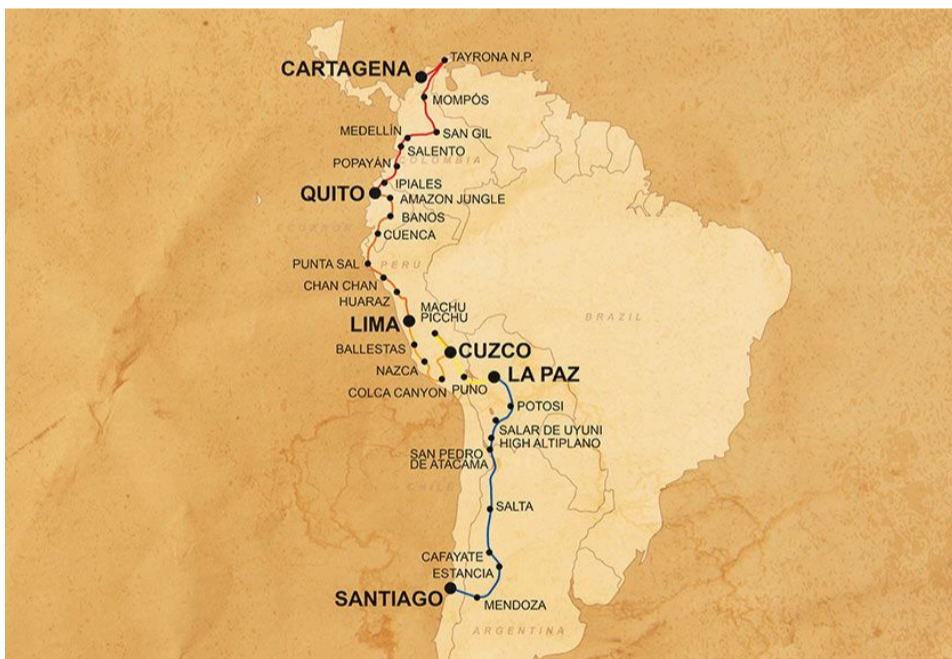 TAYRONA N.P.
CARTAGENA
MOMPÓS
MEDELLÍN
SAN GIL
SALENTO
COLOMBIA
POPAYÁN
IPIALES
QUITO
AMAZON JUNGLE
BANOS
ECUADOR
CUENCA
PUNTA SAL
PERU
CHAN CHAN
HUARAZ
MACHU
PICCHU
LIMA
BRAZIL
BALLESTAS
CUZCO
NAZCA
LA PAZ
COLCA CANYON
PUNO
POTOSI
SALAR DE UYUNI
HIGH ALTIPLANO
SAN PEDRO
DE ATACAMA
CHILE
SALTA
CAFAYATE
ESTANCIA
SANTIAGO
MENDOZA
ARGENTINA